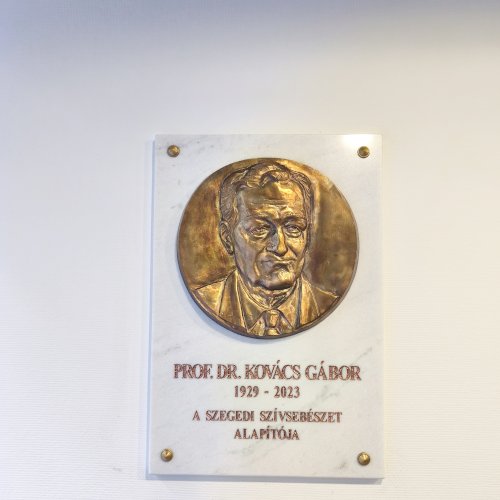 PROF. DR. KOVÁCS GÁBOR
1929 - 2023
A SZEGEDI SZÍVSEBÉSZET
ALAPÍTÓJA